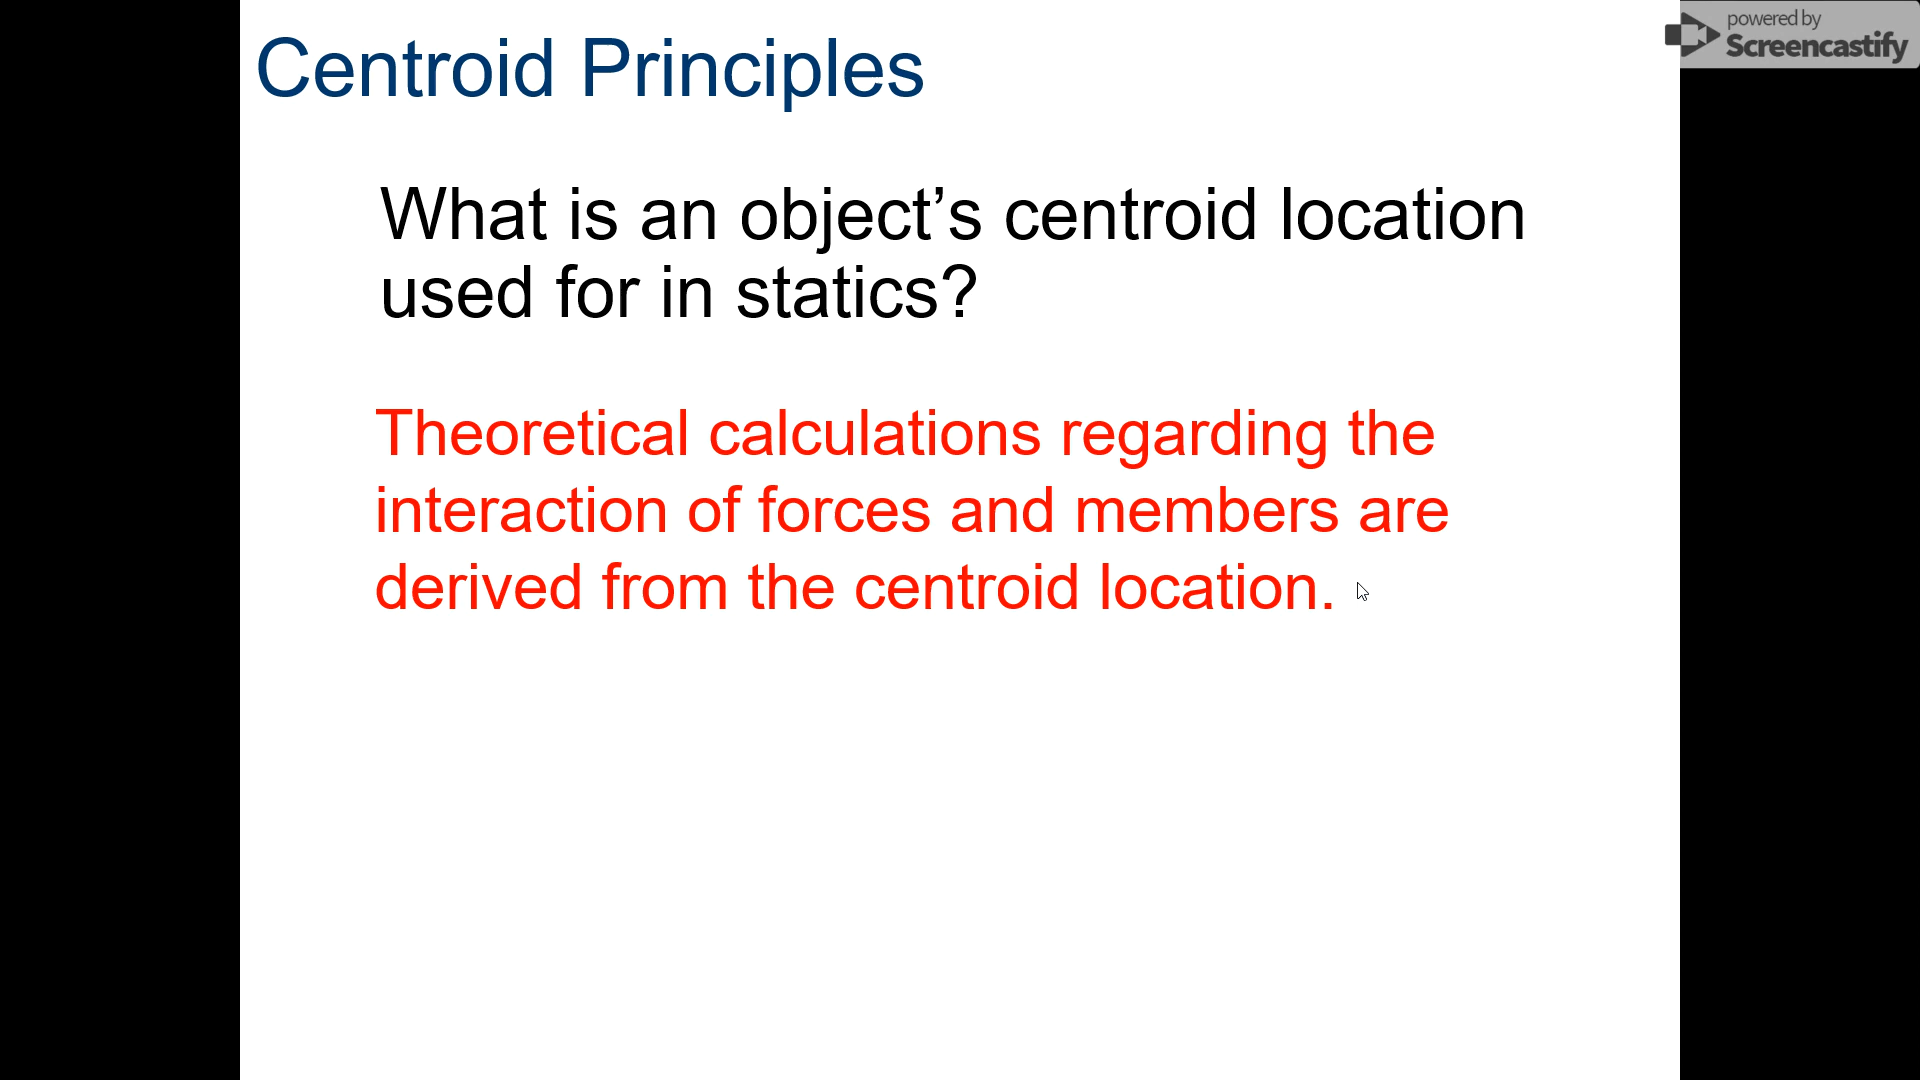 Centroid Principles
powered by
Screencastify
What is an object’s centroid location
used for in statics?
Theoretical calculations regarding the
interaction of forces and members are
derived from the centroid location.